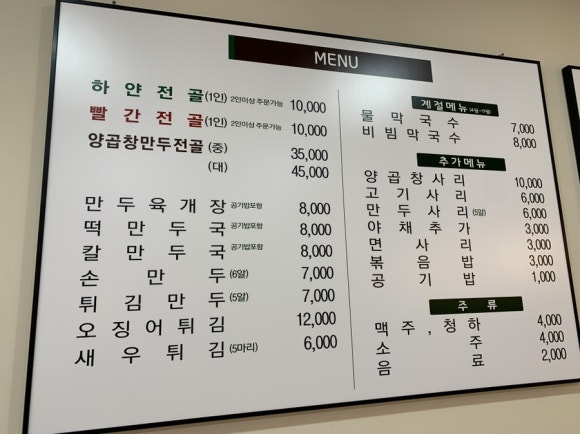 MENU
하얀전골(1인) 2인이상 주문가능 10,000
빨간전골(1인) 2인이상 주문가능 10,000
양곱창만두전골 (중) 35,000
(대) 45,000
만두육개장 공기밥포함 8,000
떡만두국 공기밥포함 8,000
칼만두국 공기밥포함 8,000
손만두 (6알) 7,000
튀김만두 (5알) 7,000
오징어튀김 12,000
새우튀김 (5마리) 6,000
계절메뉴 (4월~9월)
물막국수 7,000
비빔막국수 8,000
추가메뉴
양곱창사리 10,000
고기사리 6,000
만두사리 (5알) 6,000
야채추가 3,000
면사리 3,000
볶음밥 3,000
공기밥 1,000
주류
맥주, 청하 4,000
소주 4,000
음료 2,000